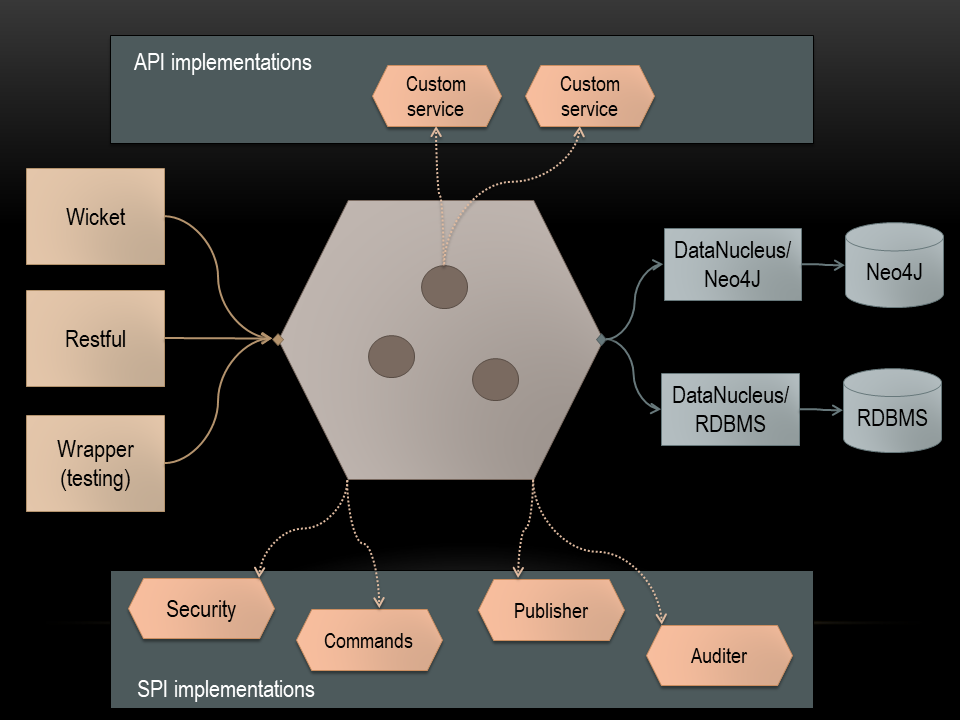 API implementations
Custom
service
Custom
service
Wicket
Restful
Wrapper
(testing)
DataNucleus/
Neo4J
Neo4J
DataNucleus/
RDBMS
RDBMS
Security
Commands
Publisher
Auditer
SPI implementations